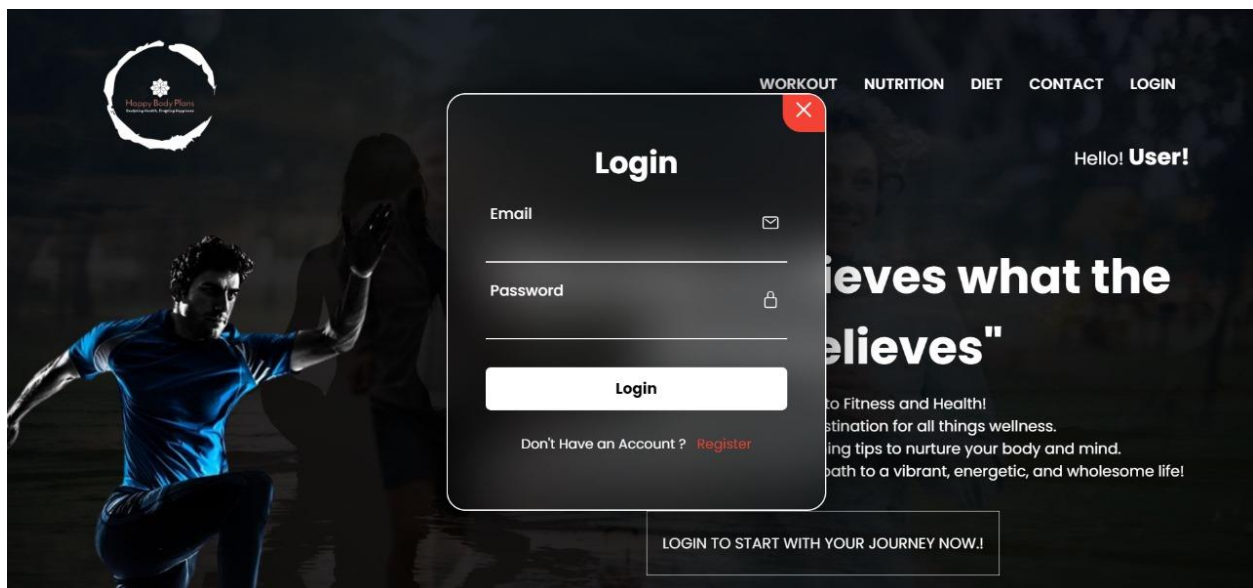 Happy Body Plans
WORKOUT NUTRITION DIET CONTACT LOGIN
Hello! User!
Login
Email
Password
Login
Don't Have an Account ? Register
ieves what the
elieves"
to Fitness and Health!
stination for all things wellness.
ing tips to nurture your body and mind.
path to a vibrant, energetic, and wholesome life!
LOGIN TO START WITH YOUR JOURNEY NOW.!